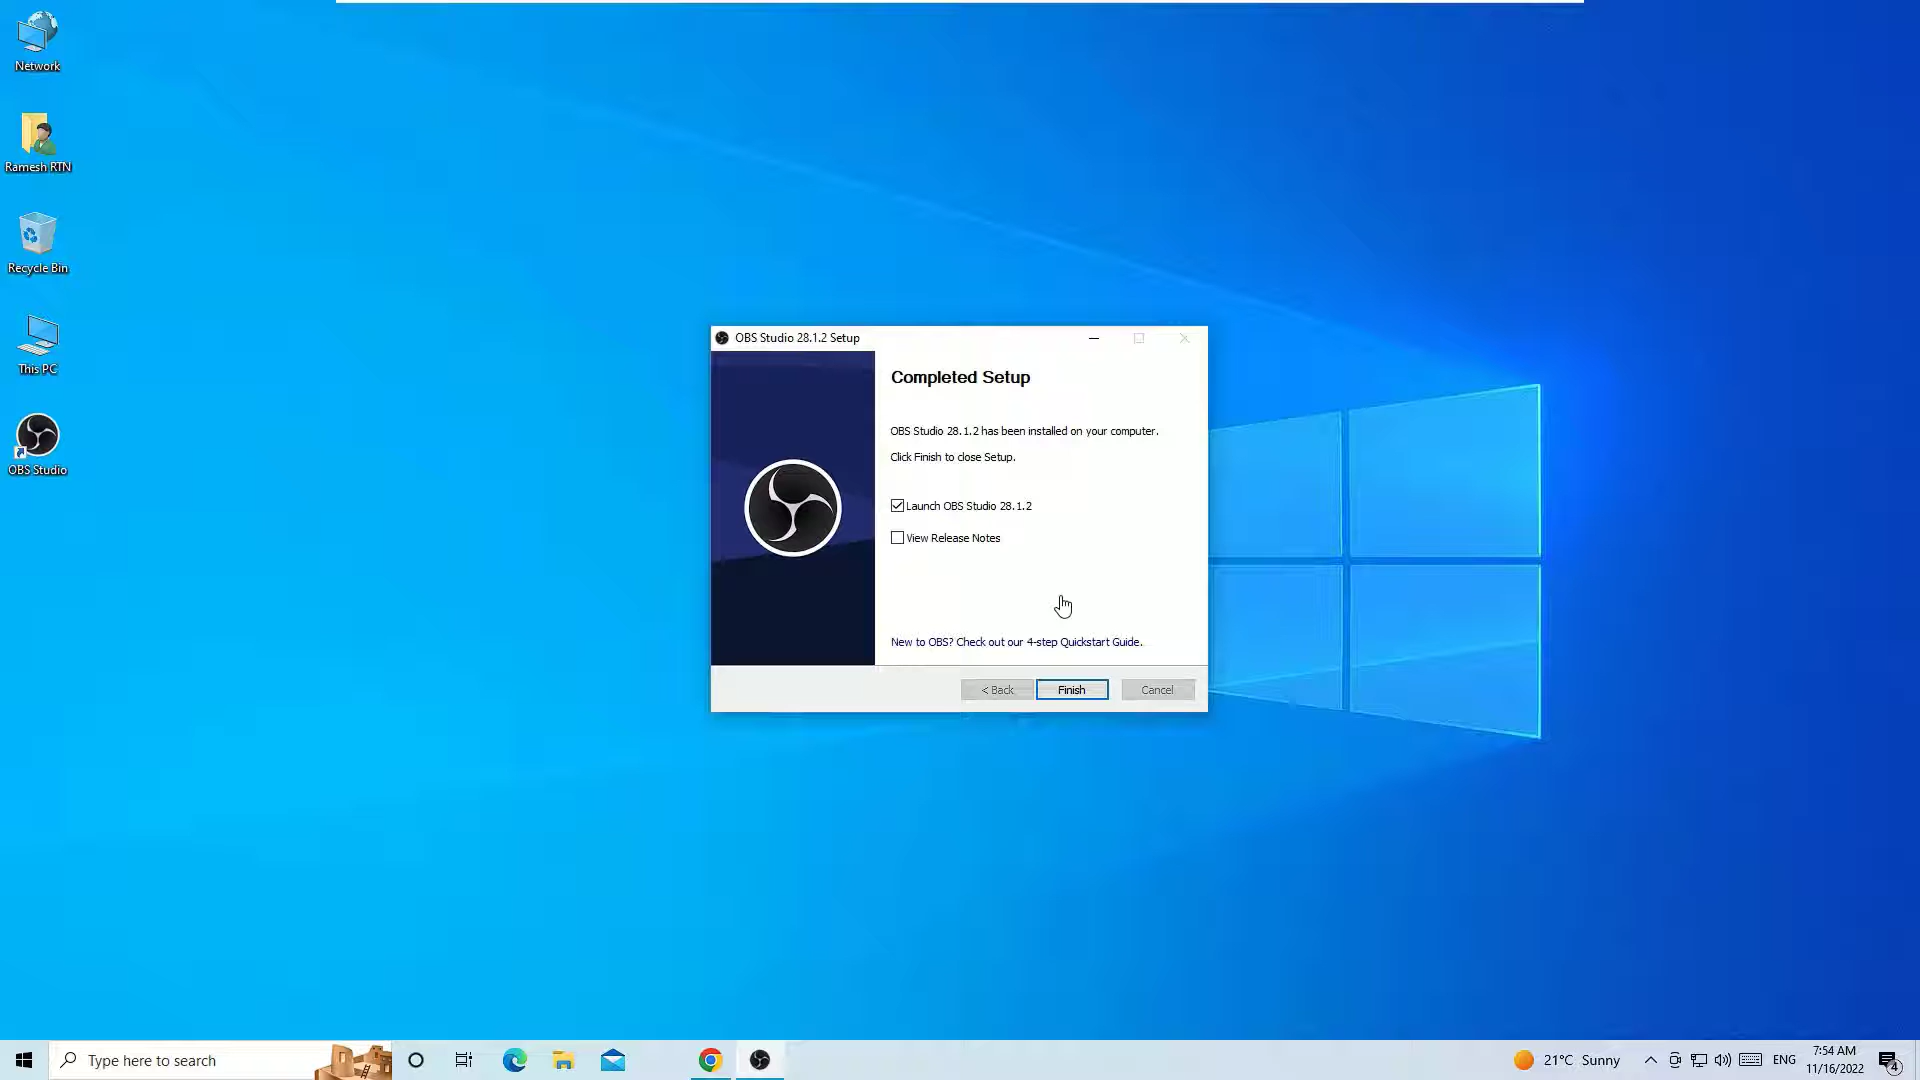 Network
Ramesh RTN
Recycle Bin
This PC
OBS Studio
OBS Studio 28.1.2 Setup
Completed Setup
OBS Studio 28.1.2 has been installed on your computer.
Click Finish to close Setup.
Launch OBS Studio 28.1.2
View Release Notes
New to OBS? Check out our 4-step Quickstart Guide.
< Back
Finish
Cancel
Type here to search
21°C Sunny
ENG
7:54 AM
11/16/2022
4